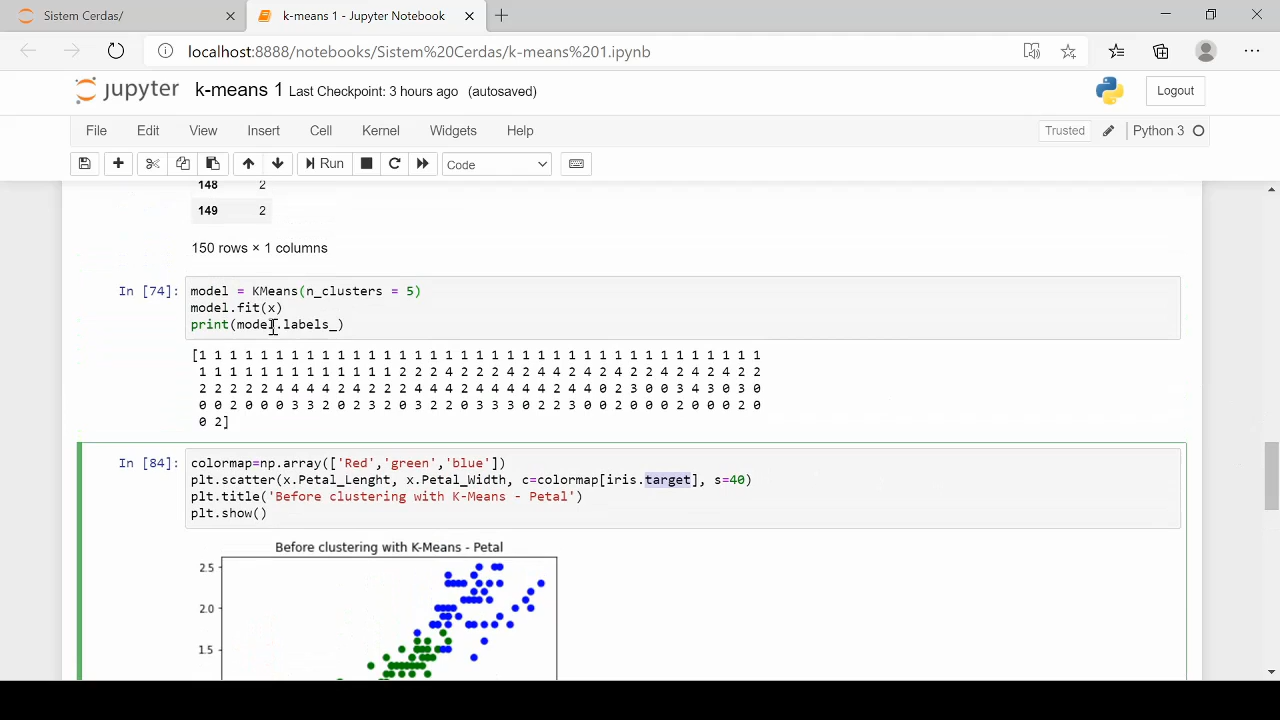 Sistem Cerdas/
k-means 1 - Jupyter Notebook
localhost:8888/notebooks/Sistem%20Cerdas/k-means%201.ipynb
jupyter
k-means 1 Last Checkpoint: 3 hours ago (autosaved)
Logout
File Edit View Insert Cell Kernel Widgets Help
Trusted
Python 3
Run
Code
148 2
149 2
150 rows × 1 columns
In [74]:
model = KMeans(n_clusters = 5)
model.fit(x)
print(model.labels_)
[1 1 1 1 1 1 1 1 1 1 1 1 1 1 1 1 1 1 1 1 1 1 1 1 1 1 1 1 1 1 1 1 1 1 1 1 1
1 1 1 1 1 1 1 1 1 1 1 1 1 2 2 2 4 2 2 2 4 2 4 4 2 4 2 4 2 2 4 2 4 2 4 2
2 2 2 2 2 4 4 4 4 2 4 2 2 2 4 4 4 2 4 4 4 4 4 2 4 4 0 2 3 0 0 3 4 3 0 3 0
0 0 2 0 0 0 3 3 2 0 2 3 2 0 3 2 2 0 3 3 3 0 2 2 3 0 0 2 0 0 0 2 0 0 0 2 0
0 2]
In [84]:
colormap=np.array(['Red','green','blue'])
plt.scatter(x.Petal_Lenght, x.Petal_Width, c=colormap[iris.target], s=40)
plt.title('Before clustering with K-Means - Petal')
plt.show()
Before clustering with K-Means - Petal
2.5
2.0
1.5